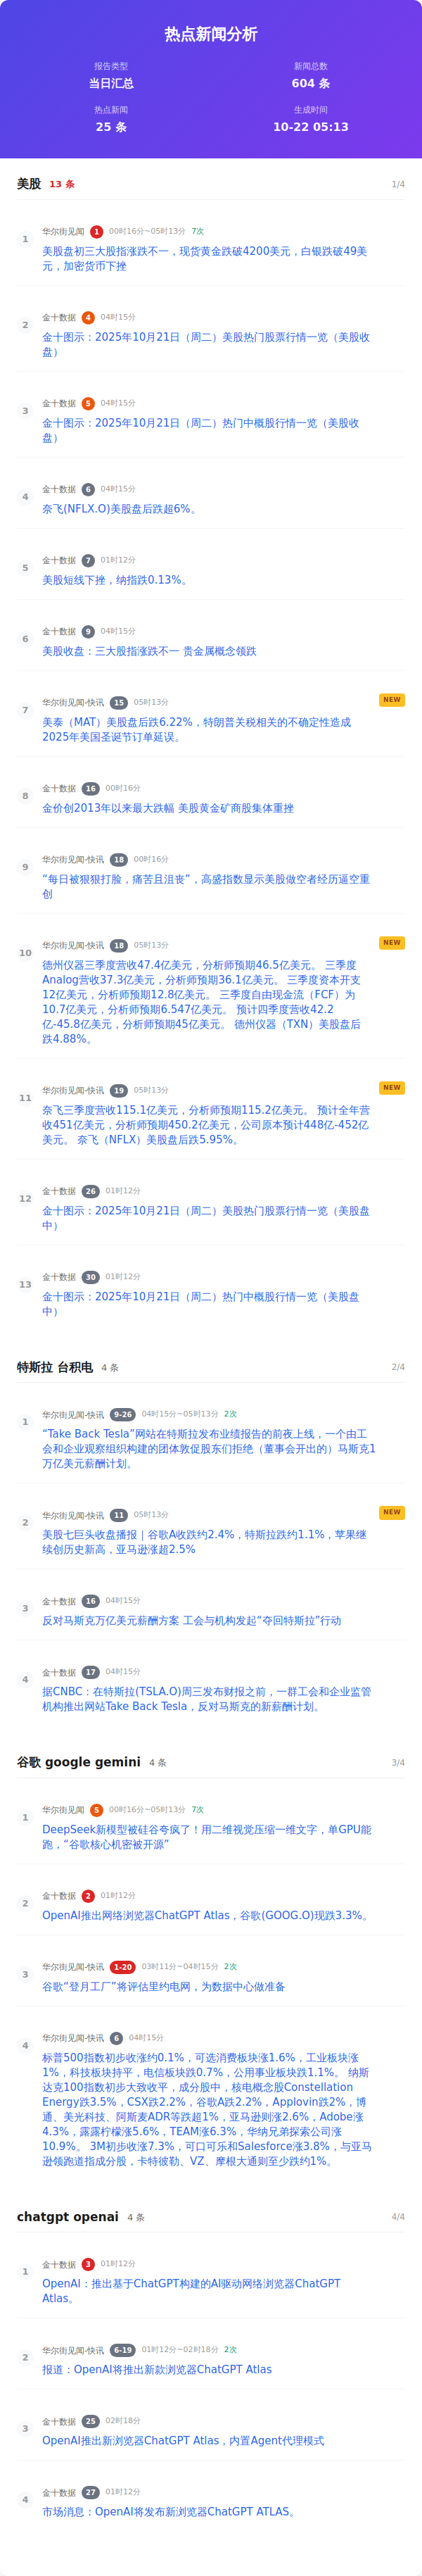 热点新闻分析
报告类型
新闻总数
当日汇总
604 条
热点新闻
生成时间
25 条
10-22 05:13
美股 13 条 1/4
1
华尔街见闻 1 00时16分~05时13分 7次
美股盘初三大股指涨跌不一，现货黄金跌破4200美元，白银跌破49美
元，加密货币下挫
2
金十数据 4 04时15分
金十图示：2025年10月21日（周二）美股热门股票行情一览（美股收
盘）
3
金十数据 5 04时15分
金十图示：2025年10月21日（周二）热门中概股行情一览（美股收
盘）
4
金十数据 6 04时15分
奈飞(NFLX.O)美股盘后跌超6%。
5
金十数据 7 01时12分
美股短线下挫，纳指跌0.13%。
6
金十数据 9 04时15分
美股收盘：三大股指涨跌不一 贵金属概念领跌
7
华尔街见闻-快讯 15 05时13分 NEW
美泰（MAT）美股盘后跌6.22%，特朗普关税相关的不确定性造成
2025年美国圣诞节订单延误。
8
金十数据 16 00时16分
金价创2013年以来最大跌幅 美股黄金矿商股集体重挫
9
华尔街见闻-快讯 18 00时16分
“每日被狠狠打脸，痛苦且沮丧”，高盛指数显示美股做空者经历逼空重
创
10
华尔街见闻-快讯 18 05时13分 NEW
德州仪器三季度营收47.4亿美元，分析师预期46.5亿美元。 三季度
Analog营收37.3亿美元，分析师预期36.1亿美元。 三季度资本开支
12亿美元，分析师预期12.8亿美元。 三季度自由现金流（FCF）为
10.7亿美元，分析师预期6.547亿美元。 预计四季度营收42.2
亿-45.8亿美元，分析师预期45亿美元。 德州仪器（TXN）美股盘后
跌4.88%。
11
华尔街见闻-快讯 19 05时13分 NEW
奈飞三季度营收115.1亿美元，分析师预期115.2亿美元。 预计全年营
收451亿美元，分析师预期450.2亿美元，公司原本预计448亿-452亿
美元。 奈飞（NFLX）美股盘后跌5.95%。
12
金十数据 26 01时12分
金十图示：2025年10月21日（周二）美股热门股票行情一览（美股盘
中）
13
金十数据 30 01时12分
金十图示：2025年10月21日（周二）热门中概股行情一览（美股盘
中）
特斯拉 台积电 4 条 2/4
1
华尔街见闻-快讯 9-26 04时15分~05时13分 2次
“Take Back Tesla”网站在特斯拉发布业绩报告的前夜上线，一个由工
会和企业观察组织构建的团体敦促股东们拒绝（董事会开出的）马斯克1
万亿美元薪酬计划。
2
华尔街见闻-快讯 11 05时13分 NEW
美股七巨头收盘播报｜谷歌A收跌约2.4%，特斯拉跌约1.1%，苹果继
续创历史新高，亚马逊涨超2.5%
3
金十数据 16 04时15分
反对马斯克万亿美元薪酬方案 工会与机构发起“夺回特斯拉”行动
4
金十数据 17 04时15分
据CNBC：在特斯拉(TSLA.O)周三发布财报之前，一群工会和企业监管
机构推出网站Take Back Tesla，反对马斯克的新薪酬计划。
谷歌 google gemini 4 条 3/4
1
华尔街见闻 5 00时16分~05时13分 7次
DeepSeek新模型被硅谷夸疯了！用二维视觉压缩一维文字，单GPU能
跑，“谷歌核心机密被开源”
2
金十数据 2 01时12分
OpenAI推出网络浏览器ChatGPT Atlas，谷歌(GOOG.O)现跌3.3%。
3
华尔街见闻-快讯 1-20 03时11分~04时15分 2次
谷歌“登月工厂”将评估里约电网，为数据中心做准备
4
华尔街见闻-快讯 6 04时15分
标普500指数初步收涨约0.1%，可选消费板块涨1.6%，工业板块涨
1%，科技板块持平，电信板块跌0.7%，公用事业板块跌1.1%。 纳斯
达克100指数初步大致收平，成分股中，核电概念股Constellation
Energy跌3.5%，CSX跌2.2%，谷歌A跌2.2%，Applovin跌2%，博
通、美光科技、阿斯麦ADR等跌超1%，亚马逊则涨2.6%，Adobe涨
4.3%，露露柠檬涨5.6%，TEAM涨6.3%，华纳兄弟探索公司涨
10.9%。 3M初步收涨7.3%，可口可乐和Salesforce涨3.8%，与亚马
逊领跑道指成分股，卡特彼勒、VZ、摩根大通则至少跌约1%。
chatgpt openai 4 条 4/4
1
金十数据 3 01时12分
OpenAI：推出基于ChatGPT构建的AI驱动网络浏览器ChatGPT
Atlas。
2
华尔街见闻-快讯 6-19 01时12分~02时18分 2次
报道：OpenAI将推出新款浏览器ChatGPT Atlas
3
金十数据 25 02时18分
OpenAI推出新浏览器ChatGPT Atlas，内置Agent代理模式
4
金十数据 27 01时12分
市场消息：OpenAI将发布新浏览器ChatGPT ATLAS。